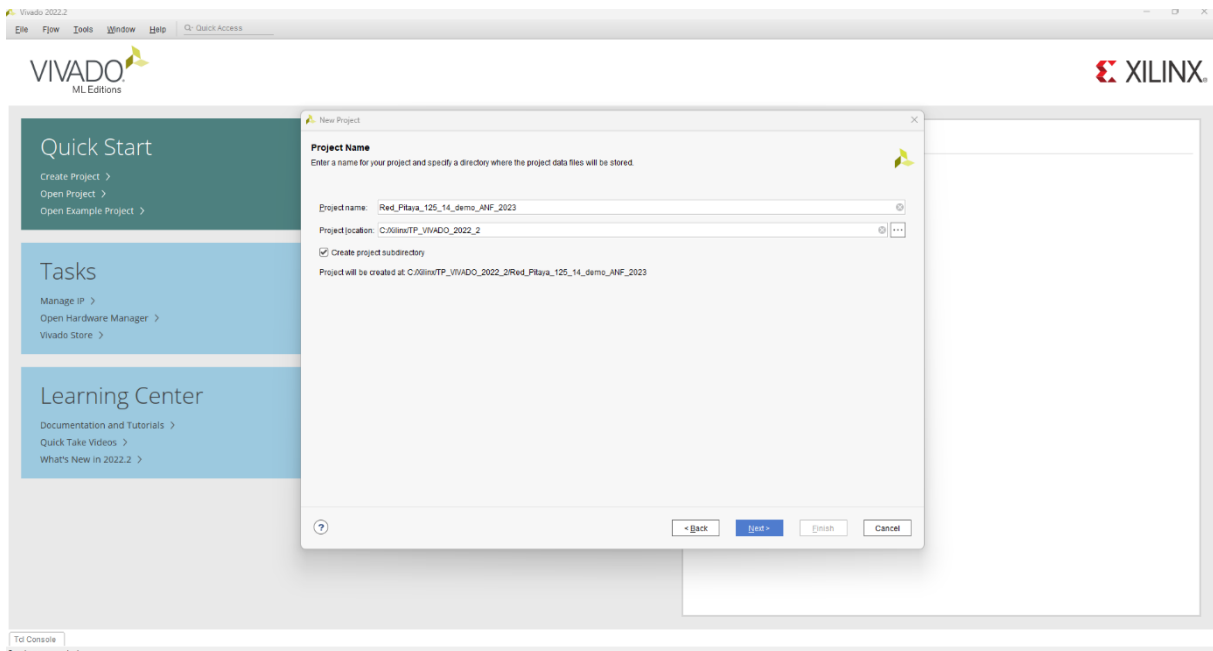 Vivado 2022.2
File Flow Tools Window Help Q- Quick Access
VIVADO.
ML Editions
XILINX.
Quick Start
Create Project >
Open Project >
Open Example Project >
Tasks
Manage IP >
Open Hardware Manager >
Vivado Store >
Learning Center
Documentation and Tutorials >
Quick Take Videos >
What's New in 2022.2 >
New Project
Project Name
Enter a name for your project and specify a directory where the project data files will be stored.
Project name: Red_Pitaya_125_14_demo_ANF_2023
Project location: C:/Xilinx/TP_VIVADO_2022_2
Create project subdirectory
Project will be created at: C:/Xilinx/TP_VIVADO_2022_2/Red_Pitaya_125_14_demo_ANF_2023
?
< Back Next > Finish Cancel
Tcl Console